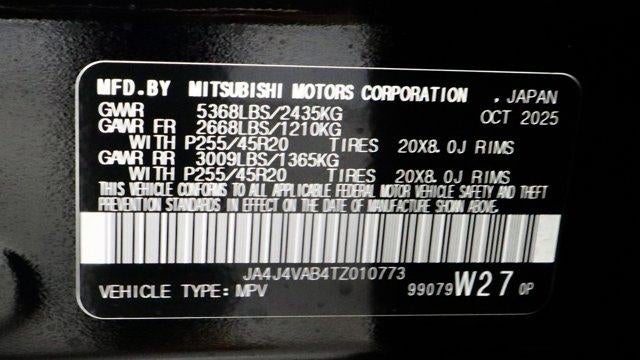 MFD.BY MITSUBISHI MOTORS CORPORATION , JAPAN
GVWR 5368LBS/2435KG OCT 2025
GAWR FR 2668LBS/1210KG
WITH P255/45R20 TIRES 20X8.0J RIMS
GAWR RR 3009LBS/1365KG
WITH P255/45R20 TIRES 20X8.0J RIMS
THIS VEHICLE CONFORMS TO ALL APPLICABLE FEDERAL MOTOR VEHICLE SAFETY AND THEFT
PREVENTION STANDARDS IN EFFECT ON THE DATE OF MANUFACTURE SHOWN ABOVE.
JA4J4VAB4TZ010773
VEHICLE TYPE: MPV 99079 W27 0P